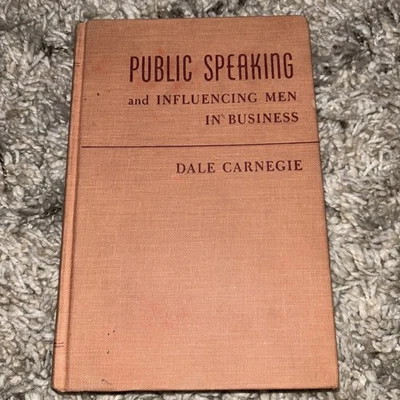 PUBLIC SPEAKING
and INFLUENCING MEN
IN BUSINESS
DALE CARNEGIE